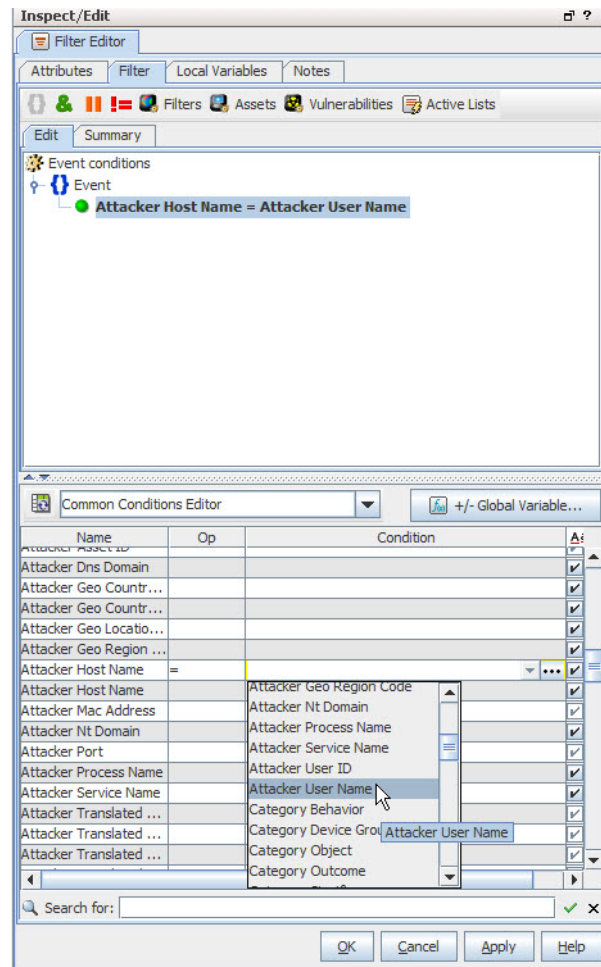 Inspect/Edit ?
Filter Editor
Attributes Filter Local Variables Notes
{} & != Filters Assets Vulnerabilities Active Lists
Edit Summary
Event conditions
{} Event
Attacker Host Name = Attacker User Name
Common Conditions Editor +/- Global Variable...
Name Op Condition
Attacker Asset ID
Attacker Dns Domain
Attacker Geo Countr...
Attacker Geo Countr...
Attacker Geo Locatio...
Attacker Geo Region ...
Attacker Host Name = ...
Attacker Host Name
Attacker Mac Address
Attacker Nt Domain
Attacker Port
Attacker Process Name
Attacker Service Name
Attacker Translated ...
Attacker Translated ...
Attacker Translated ...
Attacker Geo Region Code
Attacker Nt Domain
Attacker Process Name
Attacker Service Name
Attacker User ID
Attacker User Name
Category Behavior
Category Device Grou
Attacker User Name
Category Object
Category Outcome
Search for:
OK Cancel Apply Help